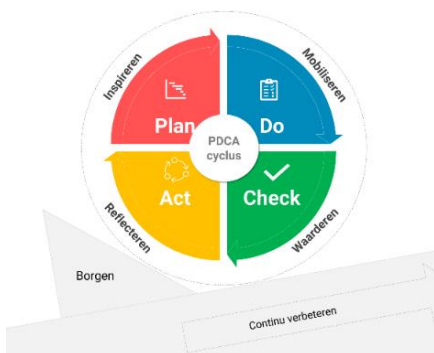 Inspireren
Mobiliseren
Plan
Do
PDCA
cyclus
Act
Check
Reflecteren
Waarderen
Borgen
Continu verbeteren